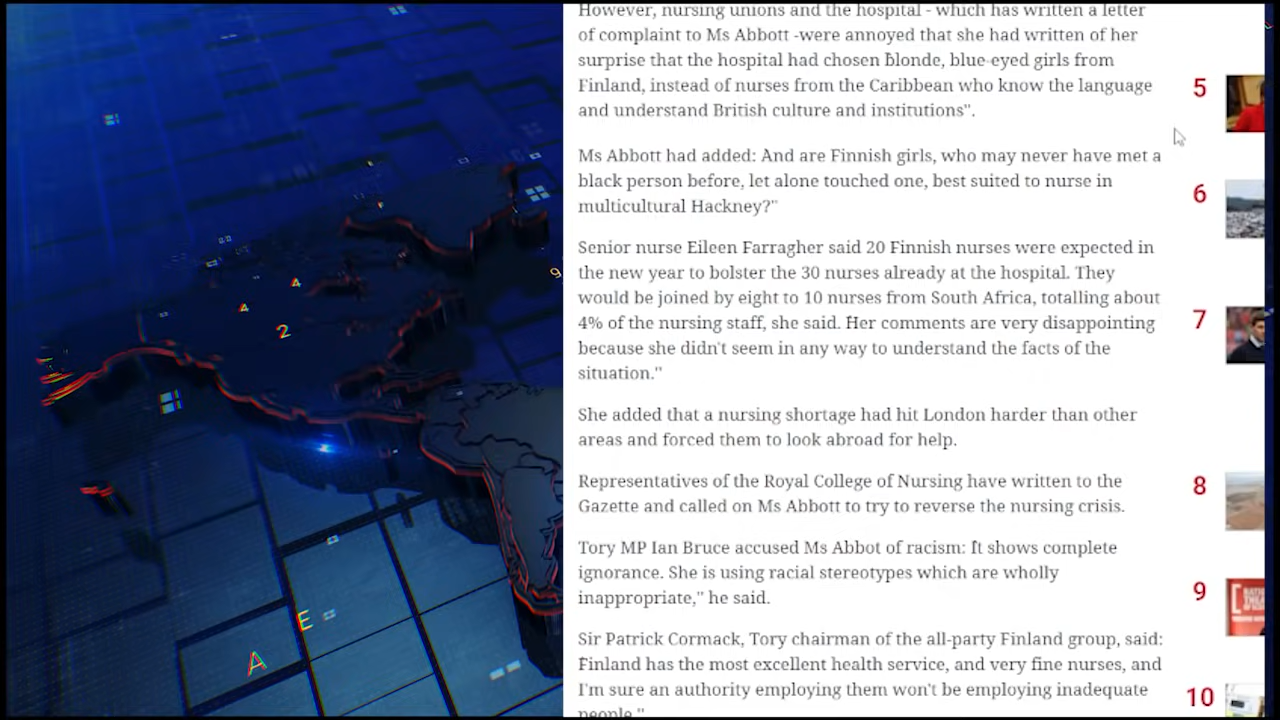 However, nursing unions and the hospital - which has written a letter
of complaint to Ms Abbott -were annoyed that she had written of her
surprise that the hospital had chosen blonde, blue-eyed girls from
Finland, instead of nurses from the Caribbean who know the language
and understand British culture and institutions".
Ms Abbott had added: And are Finnish girls, who may never have met a
black person before, let alone touched one, best suited to nurse in
multicultural Hackney?"
Senior nurse Eileen Farragher said 20 Finnish nurses were expected in
the new year to bolster the 30 nurses already at the hospital. They
would be joined by eight to 10 nurses from South Africa, totalling about
4% of the nursing staff, she said. Her comments are very disappointing
because she didn't seem in any way to understand the facts of the
situation."
She added that a nursing shortage had hit London harder than other
areas and forced them to look abroad for help.
Representatives of the Royal College of Nursing have written to the
Gazette and called on Ms Abbott to try to reverse the nursing crisis.
Tory MP Ian Bruce accused Ms Abbot of racism: It shows complete
ignorance. She is using racial stereotypes which are wholly
inappropriate," he said.
Sir Patrick Cormack, Tory chairman of the all-party Finland group, said:
Finland has the most excellent health service, and very fine nurses, and
I'm sure an authority employing them won't be employing inadequate
people."
5
6
7
8
9
10
9
4
4
2
E
A